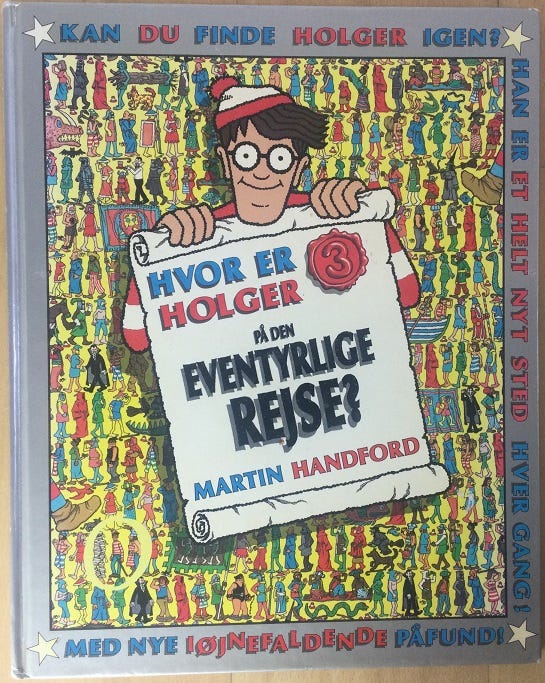 KAN DU FINDE HOLGER IGEN?
HAN ER ET HELT NYT STED HVER GANG!
HVOR ER
HOLGER
3
PÅ DEN
EVENTYRLIGE
REJSE?
MARTIN HANDFORD
MED NYE IØJNEFALDENDE PÅFUND!